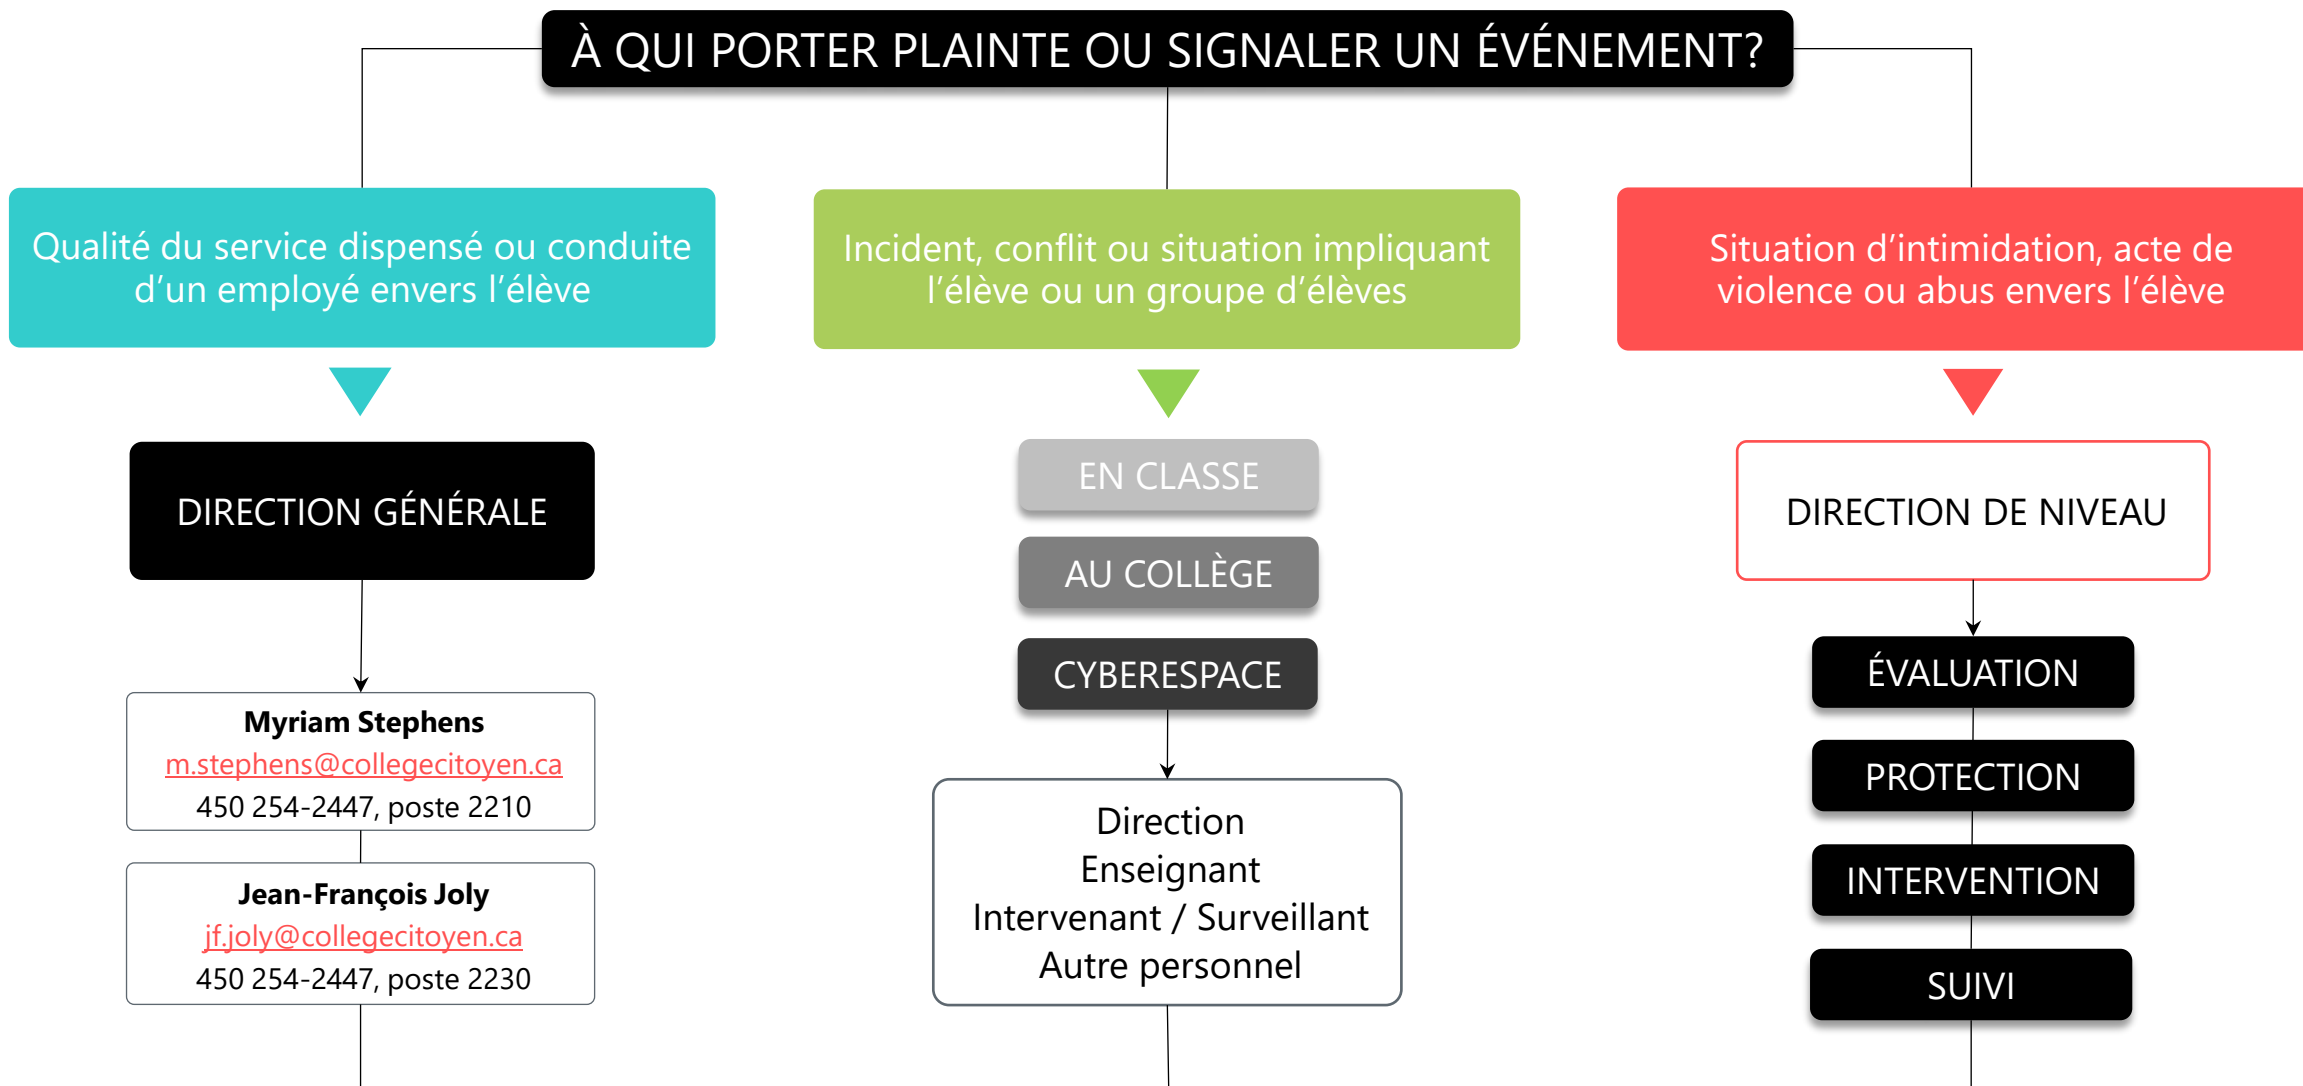 À QUI PORTER PLAINTE OU SIGNALER UN ÉVÉNEMENT?
Qualité du service dispensé ou conduite
d’un employé envers l’élève
DIRECTION GÉNÉRALE
Myriam Stephens
m.stephens@collegecitoyen.ca
450 254-2447, poste 2210
Jean-François Joly
jf.joly@collegecitoyen.ca
450 254-2447, poste 2230
Incident, conflit ou situation impliquant
l’élève ou un groupe d’élèves
EN CLASSE
AU COLLÈGE
CYBERESPACE
Direction
Enseignant
Intervenant / Surveillant
Autre personnel
Situation d’intimidation, acte de
violence ou abus envers l’élève
DIRECTION DE NIVEAU
ÉVALUATION
PROTECTION
INTERVENTION
SUIVI